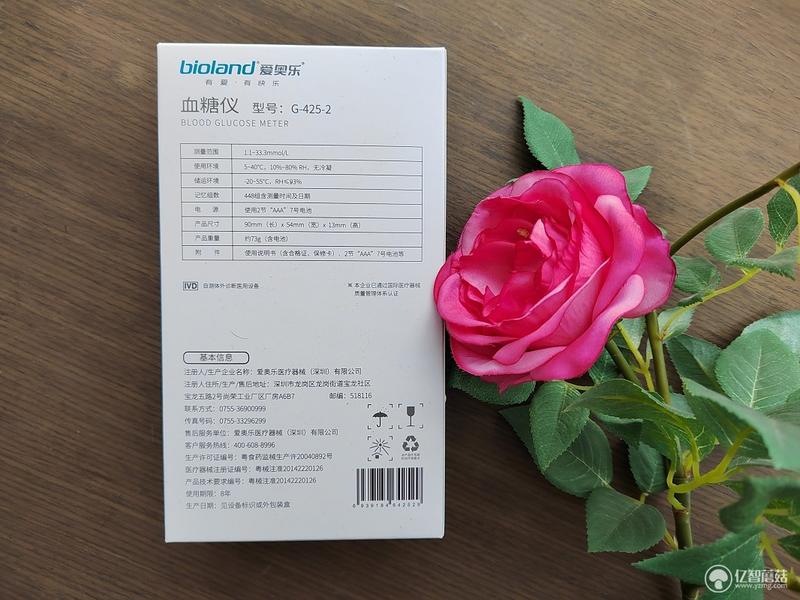 bioland® 爱奥乐®
有爱·有快乐
血糖仪 型号：G-425-2
BLOOD GLUCOSE METER
测量范围 1.1~33.3mmol/L
使用环境 5~40℃，10%~80% RH，无冷凝
储运环境 -20~55℃，RH≤93%
记忆组数 448组含测量时间及日期
电 源 使用2节“AAA”7号电池
产品尺寸 90mm（长）x 54mm（宽）x 13mm（高）
产品重量 约73g（含电池）
附 件 使用说明书（含合格证、保修卡）、2节“AAA”7号电池等
IVD 自测体外诊断医用设备
※ 本企业已通过国际医疗器械
质量管理体系认证
基本信息
注册人/生产企业名称：爱奥乐医疗器械（深圳）有限公司
注册人住所/生产/售后地址：深圳市龙岗区龙岗街道宝龙社区
宝龙五路2号尚荣工业厂区厂房A6B7 邮编：518116
联系方式：0755-36900999
传真号码：0755-33296299
售后服务单位：爱奥乐医疗器械（深圳）有限公司
客户服务热线：400-608-8996
生产许可证编号：粤食药监械生产许20040892号
医疗器械注册证编号：粤械注准20142220126
产品技术要求编号：粤械注准20142220126
使用期限：8年
生产日期：见设备标识或外包装盒
6939184642025
亿智蘑菇
www.yzmg.com